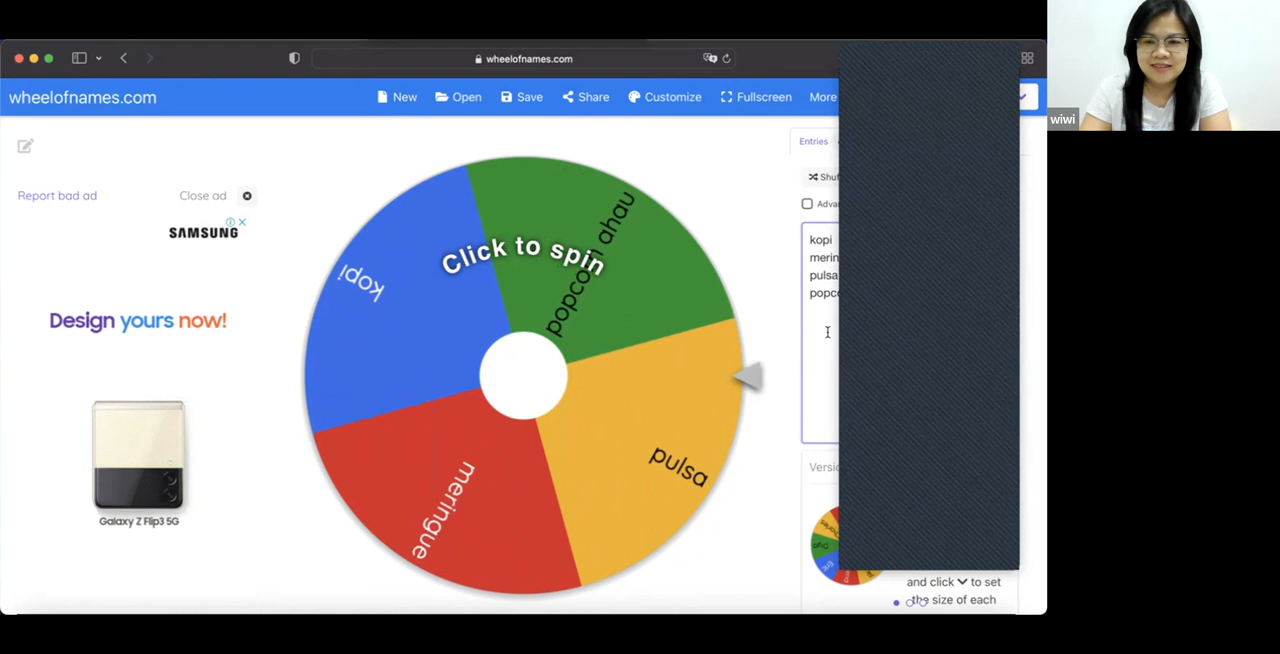 wheelofnames.com
wheelofnames.com
New
Open
Save
Share
Customize
Fullscreen
More
wiwi
Report bad ad
Close ad
SAMSUNG
Design yours now!
Galaxy Z Flip3 5G
Click to spin
popcorn ahau
kopi
pulsa
meringue
Entries
kopi
and click
to set
the size of each